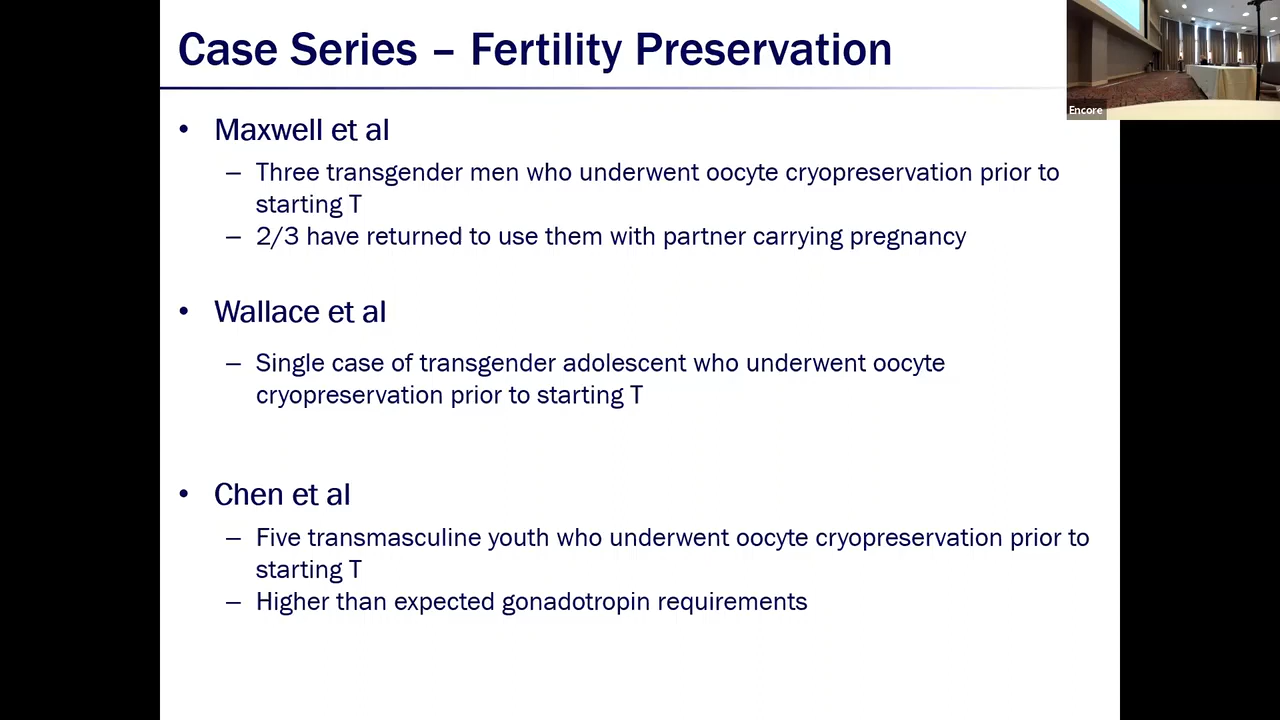 Case Series – Fertility Preservation
Encore
• Maxwell et al
– Three transgender men who underwent oocyte cryopreservation prior to
starting T
– 2/3 have returned to use them with partner carrying pregnancy
• Wallace et al
– Single case of transgender adolescent who underwent oocyte
cryopreservation prior to starting T
• Chen et al
– Five transmasculine youth who underwent oocyte cryopreservation prior to
starting T
– Higher than expected gonadotropin requirements